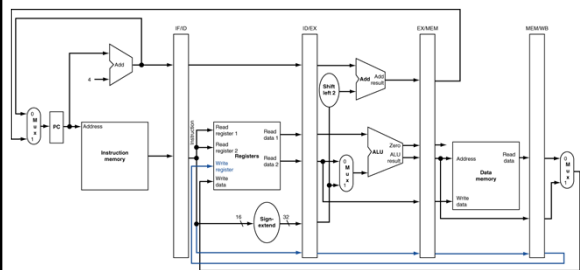 IF/ID
ID/EX
EX/MEM
MEM/WB
Add
4
Add
Add
result
Shift
left 2
0
M
u
x
1
PC
Address
Instruction
memory
Instruction
Read
register 1
Read
data 1
Read
register 2
Registers
Read
data 2
Write
register
Write
data
0
M
u
x
1
Zero
ALU
ALU
result
Address
Read
data
Data
memory
Write
data
0
M
u
x
1
16
Sign-
extend
32